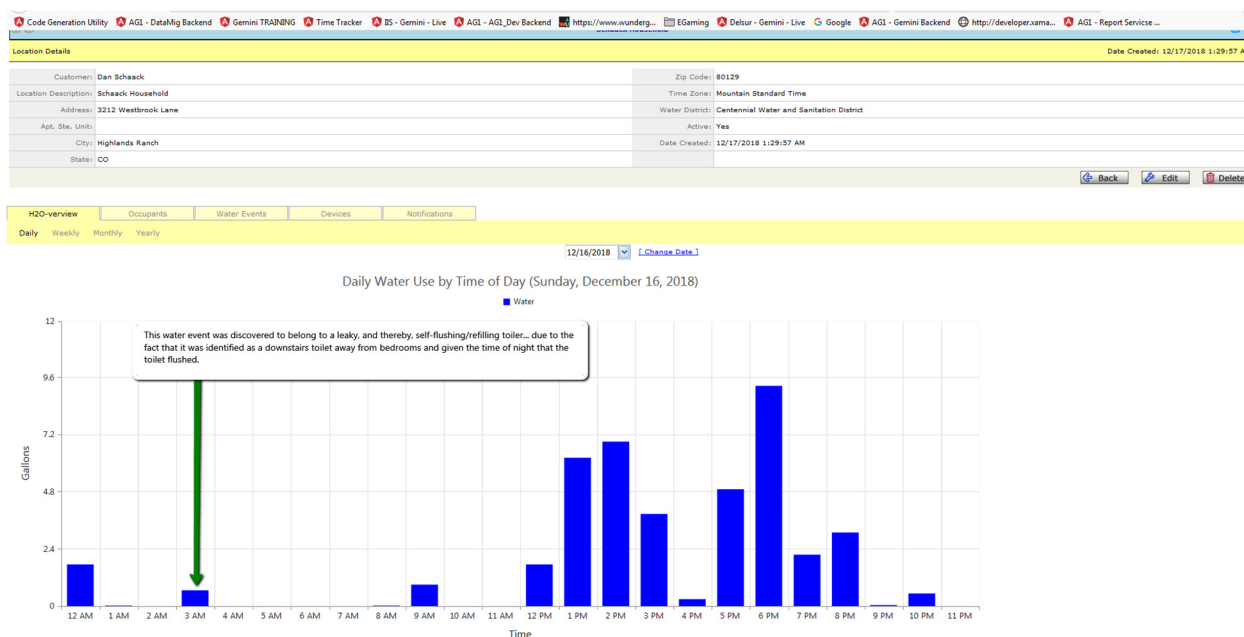 Code Generation Utility AG1 - DataMig Backend Gemini TRAINING Time Tracker IIS - Gemini - Live AG1 - AG1_Dev Backend https://www.wunderg... EGaming Delsur - Gemini - Live Google AG1 - Gemini Backend http://developer.xama... AG1 - Report Servicse ...
Schaack Household
Location Details Date Created: 12/17/2018 1:29:57 A
Customer: Dan Schaack Zip Code: 80129
Location Description: Schaack Household Time Zone: Mountain Standard Time
Address: 3212 Westbrook Lane Water District: Centennial Water and Sanitation District
Apt, Ste, Unit: Active: Yes
City: Highlands Ranch Date Created: 12/17/2018 1:29:57 AM
State: CO
Back Edit Delete
H2O-verview Occupants Water Events Devices Notifications
Daily Weekly Monthly Yearly
12/16/2018 [ Change Date ]
Daily Water Use by Time of Day (Sunday, December 16, 2018)
Water
This water event was discovered to belong to a leaky, and thereby, self-flushing/refilling toiler... due to the
fact that it was identified as a downstairs toilet away from bedrooms and given the time of night that the
toilet flushed.
12
9.6
7.2
4.8
2.4
0
Gallons
12 AM 1 AM 2 AM 3 AM 4 AM 5 AM 6 AM 7 AM 8 AM 9 AM 10 AM 11 AM 12 PM 1 PM 2 PM 3 PM 4 PM 5 PM 6 PM 7 PM 8 PM 9 PM 10 PM 11 PM
Time